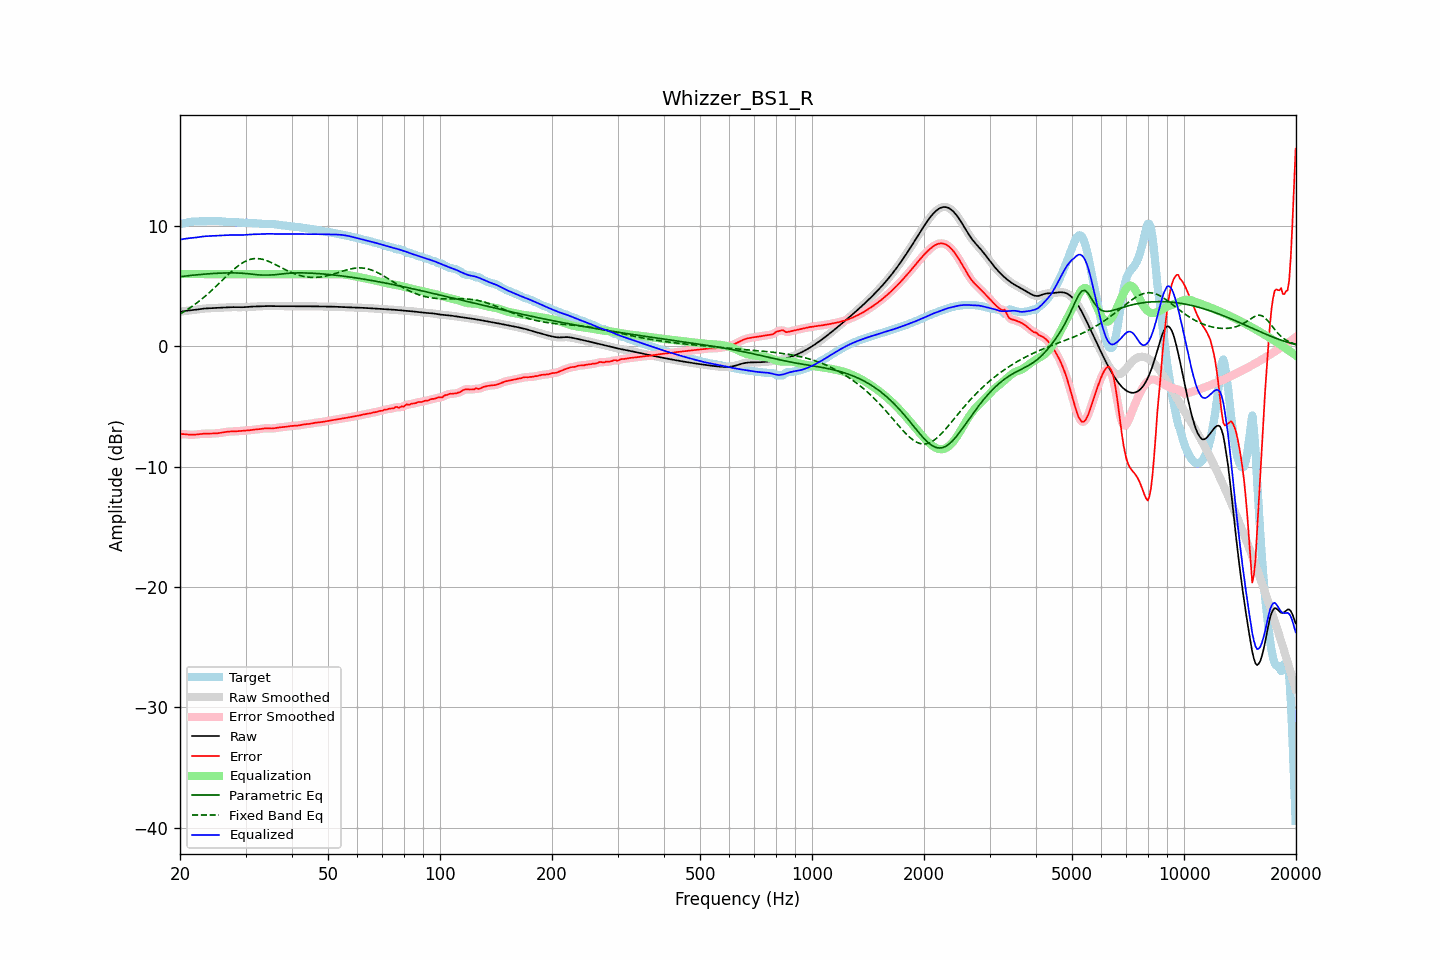 Whizzer_BS1_R
Amplitude (dBr)
10
0
−10
−20
−30
−40
Target
Raw Smoothed
Error Smoothed
Raw
Error
Equalization
Parametric Eq
Fixed Band Eq
Equalized
20 50 100 200 500 1000 2000 5000 10000 20000
Frequency (Hz)